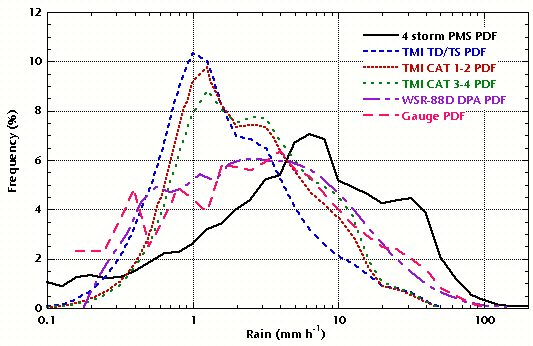 12
10
8
6
4
2
0
Frequency (%)
4 storm PMS PDF
TMI TD/TS PDF
TMI CAT 1-2 PDF
TMI CAT 3-4 PDF
WSR-88D DPA PDF
Gauge PDF
0.1 1 10 100
Rain (mm h⁻¹)